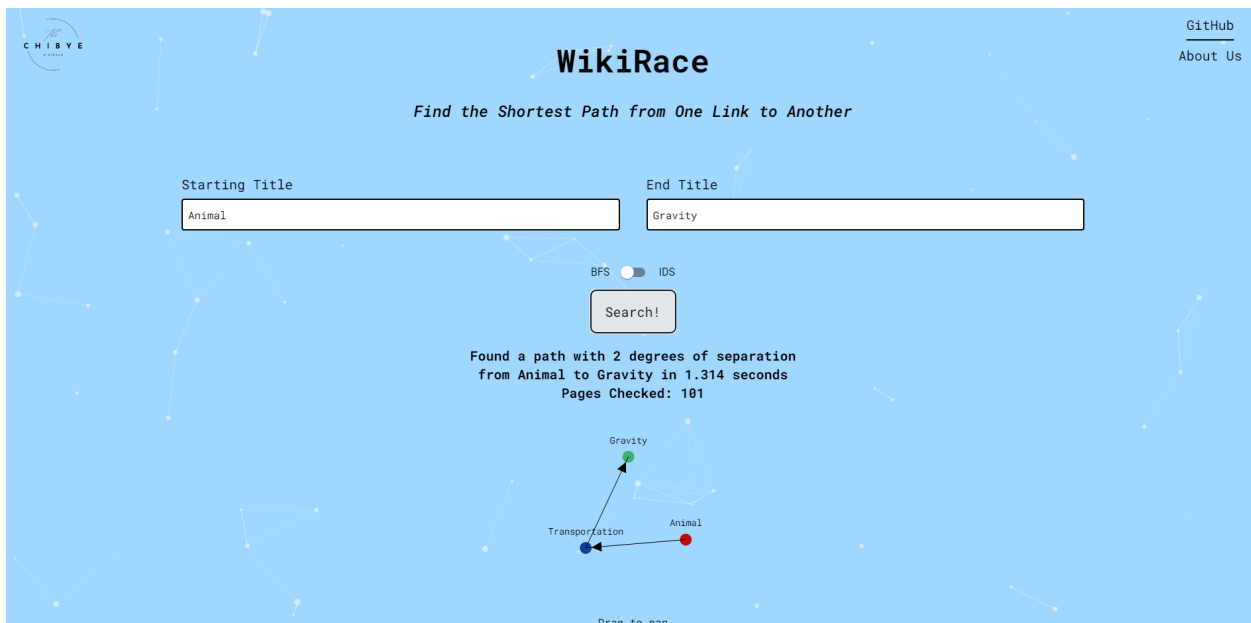 CHIBYE
GitHub
About Us
WikiRace
Find the Shortest Path from One Link to Another
Starting Title
End Title
Animal
Gravity
BFS
IDS
Search!
Found a path with 2 degrees of separation
from Animal to Gravity in 1.314 seconds
Pages Checked: 101
Gravity
Transportation
Animal